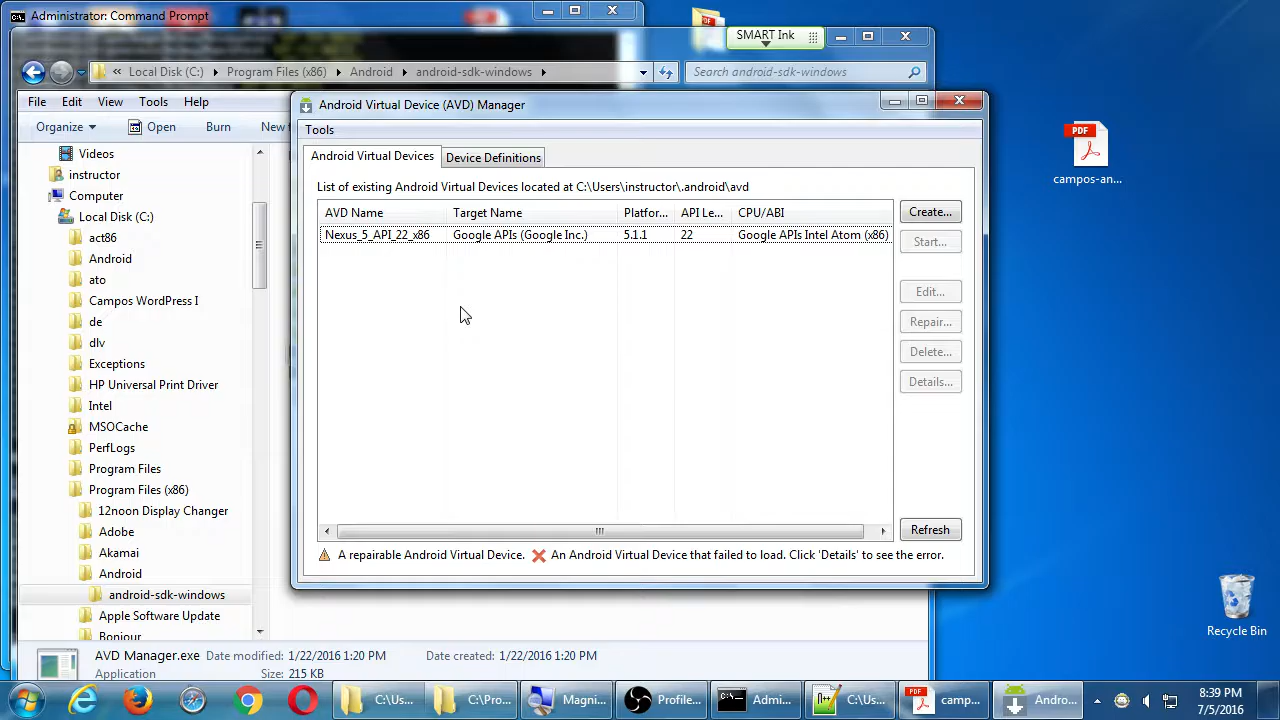 Administrator: Command Prompt
SMART Ink
« Local Disk (C:) Program Files (x86) Android android-sdk-windows
Search android-sdk-windows
File Edit View Tools Help
Organize Open Burn New
Android Virtual Device (AVD) Manager
Tools
Android Virtual Devices Device Definitions
List of existing Android Virtual Devices located at C:\Users\instructor\.android\avd
AVD Name Target Name Platfor... API Le... CPU/ABI
Nexus_5_API_22_x86 Google APIs (Google Inc.) 5.1.1 22 Google APIs Intel Atom (x86)
Create...
Start...
Edit...
Repair...
Delete...
Details...
Refresh
A repairable Android Virtual Device. An Android Virtual Device that failed to load. Click 'Details' to see the error.
Videos
instructor
Computer
Local Disk (C:)
act86
Android
ato
Campos WordPress I
de
dlv
Exceptions
HP Universal Print Driver
Intel
MSOCache
PerfLogs
Program Files
Program Files (x86)
12noon Display Changer
Adobe
Akamai
Android
android-sdk-windows
Apple Software Update
Bonjour
AVD Manager.exe Date modified: 1/22/2016 1:20 PM Date created: 1/22/2016 1:20 PM
Application Size: 215 KB
PDF
campos-an...
Recycle Bin
C:\Us... C:\Pro... Magni... Profile... Admi... C:\Us... camp... Andro...
8:39 PM
7/5/2016